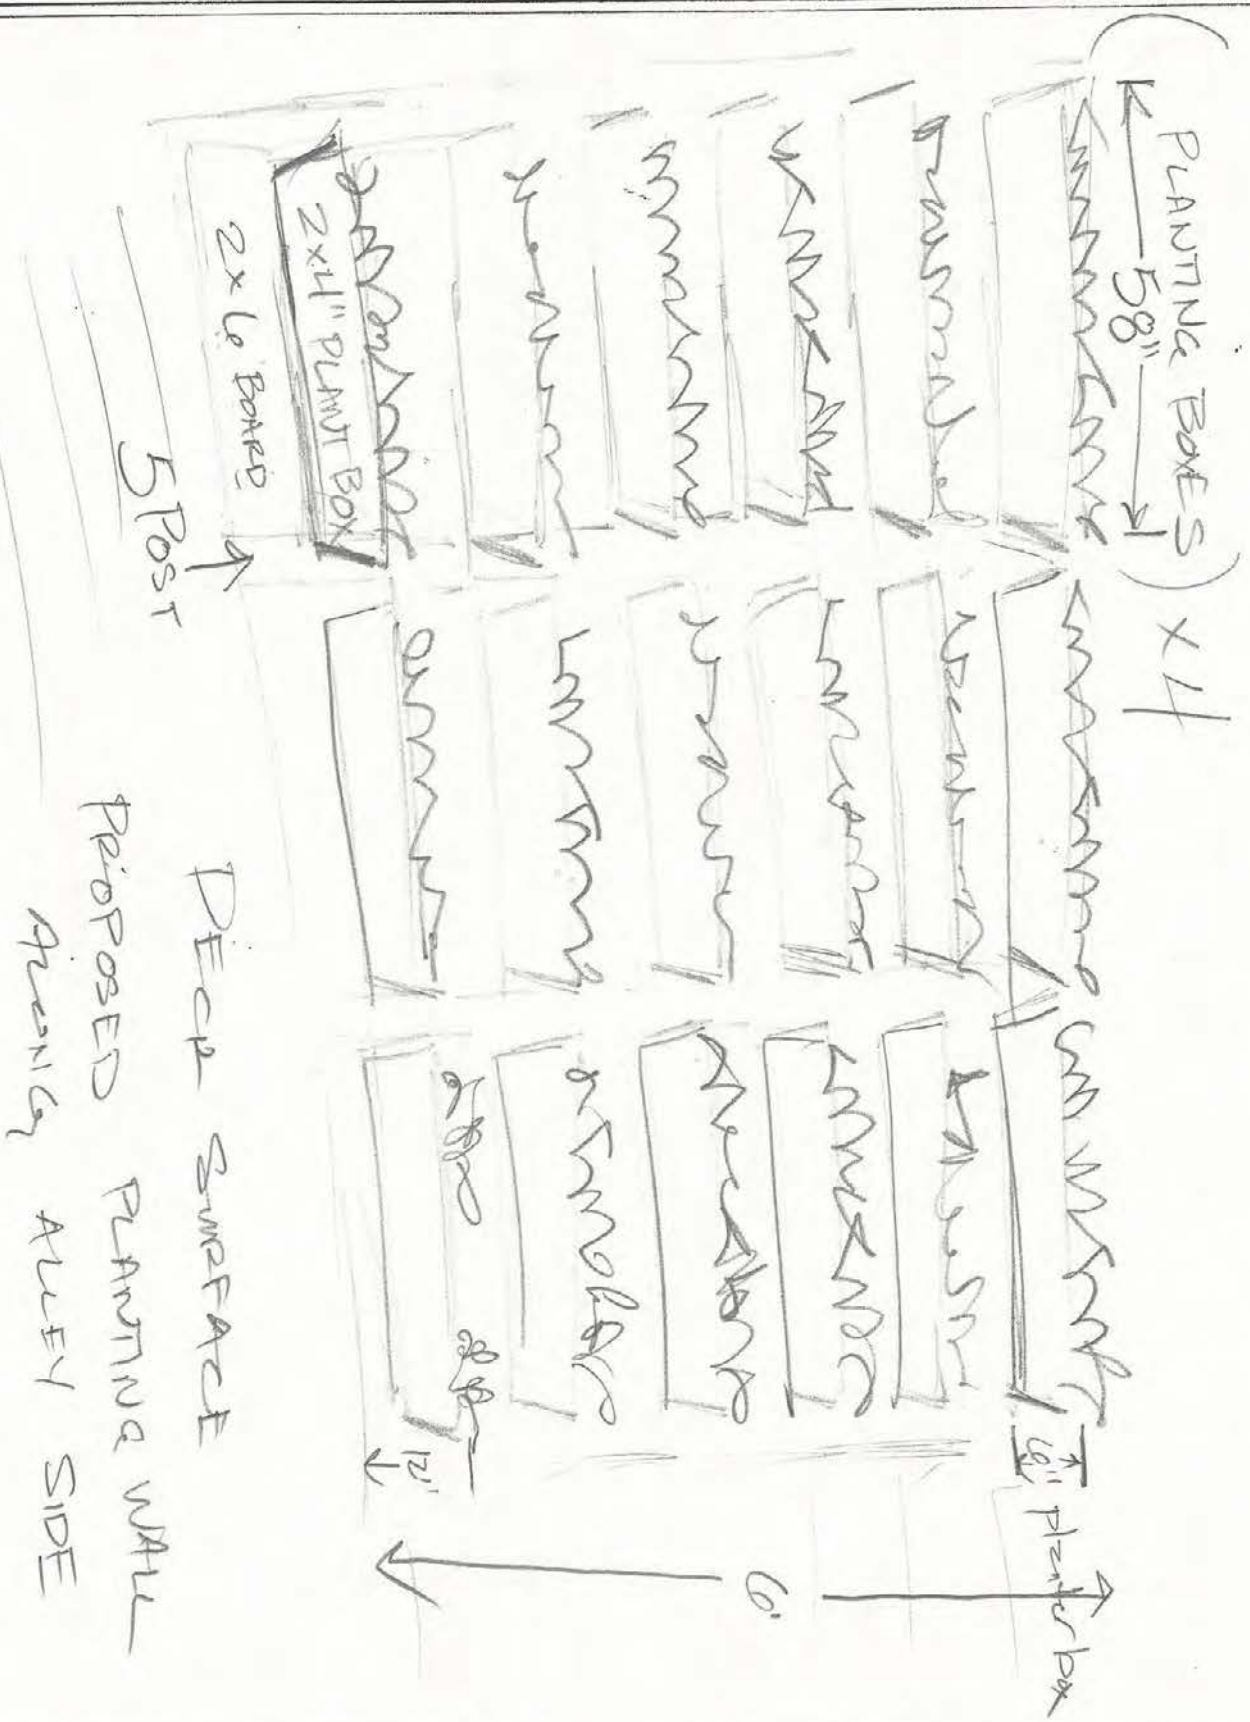 (PLANTING BOXES) x4
58"
6" planter box
6'
12"
2x4" PLANT BOX
2x6 BOARD
5 POST
DECK SURFACE
PROPOSED PLANTING WALL
ALONG ALLEY SIDE